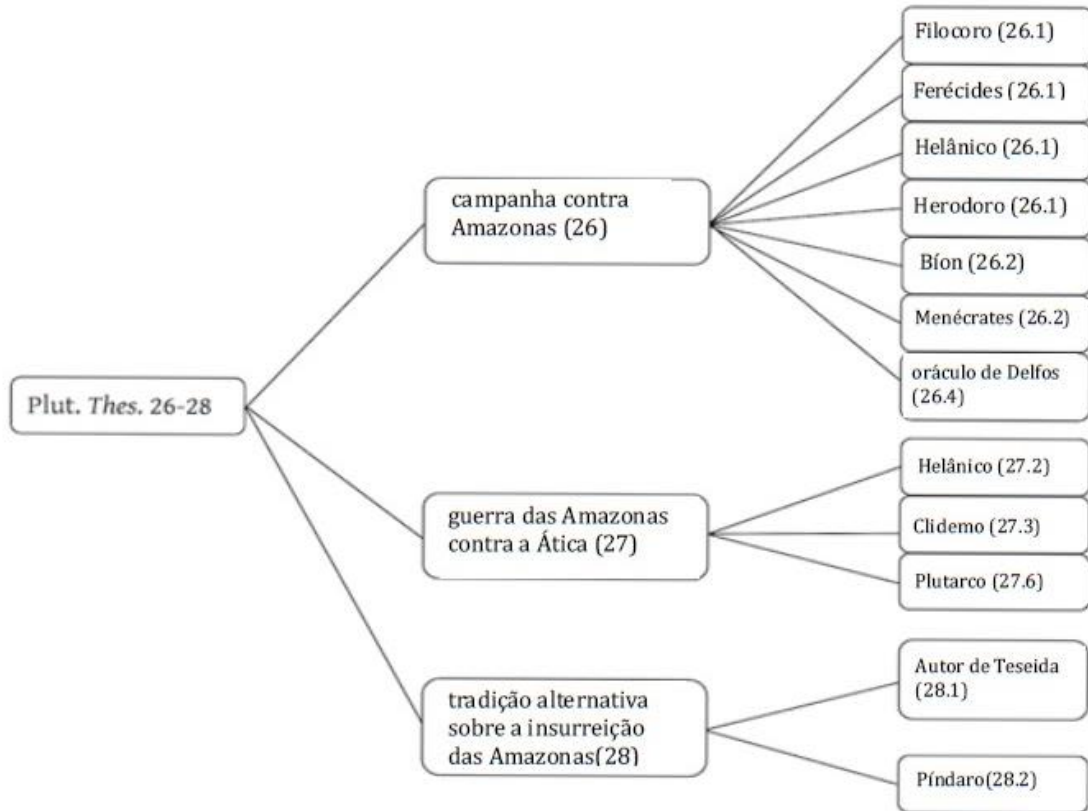 Plut. Thes. 26-28
campanha contra
Amazonas (26)
Filocoro (26.1)
Ferécides (26.1)
Helânico (26.1)
Herodoro (26.1)
Bíon (26.2)
Menécrates (26.2)
oráculo de Delfos
(26.4)
guerra das Amazonas
contra a Ática (27)
Helânico (27.2)
Clidemo (27.3)
Plutarco (27.6)
tradição alternativa
sobre a insurreição
das Amazonas(28)
Autor de Teseida
(28.1)
Píndaro(28.2)